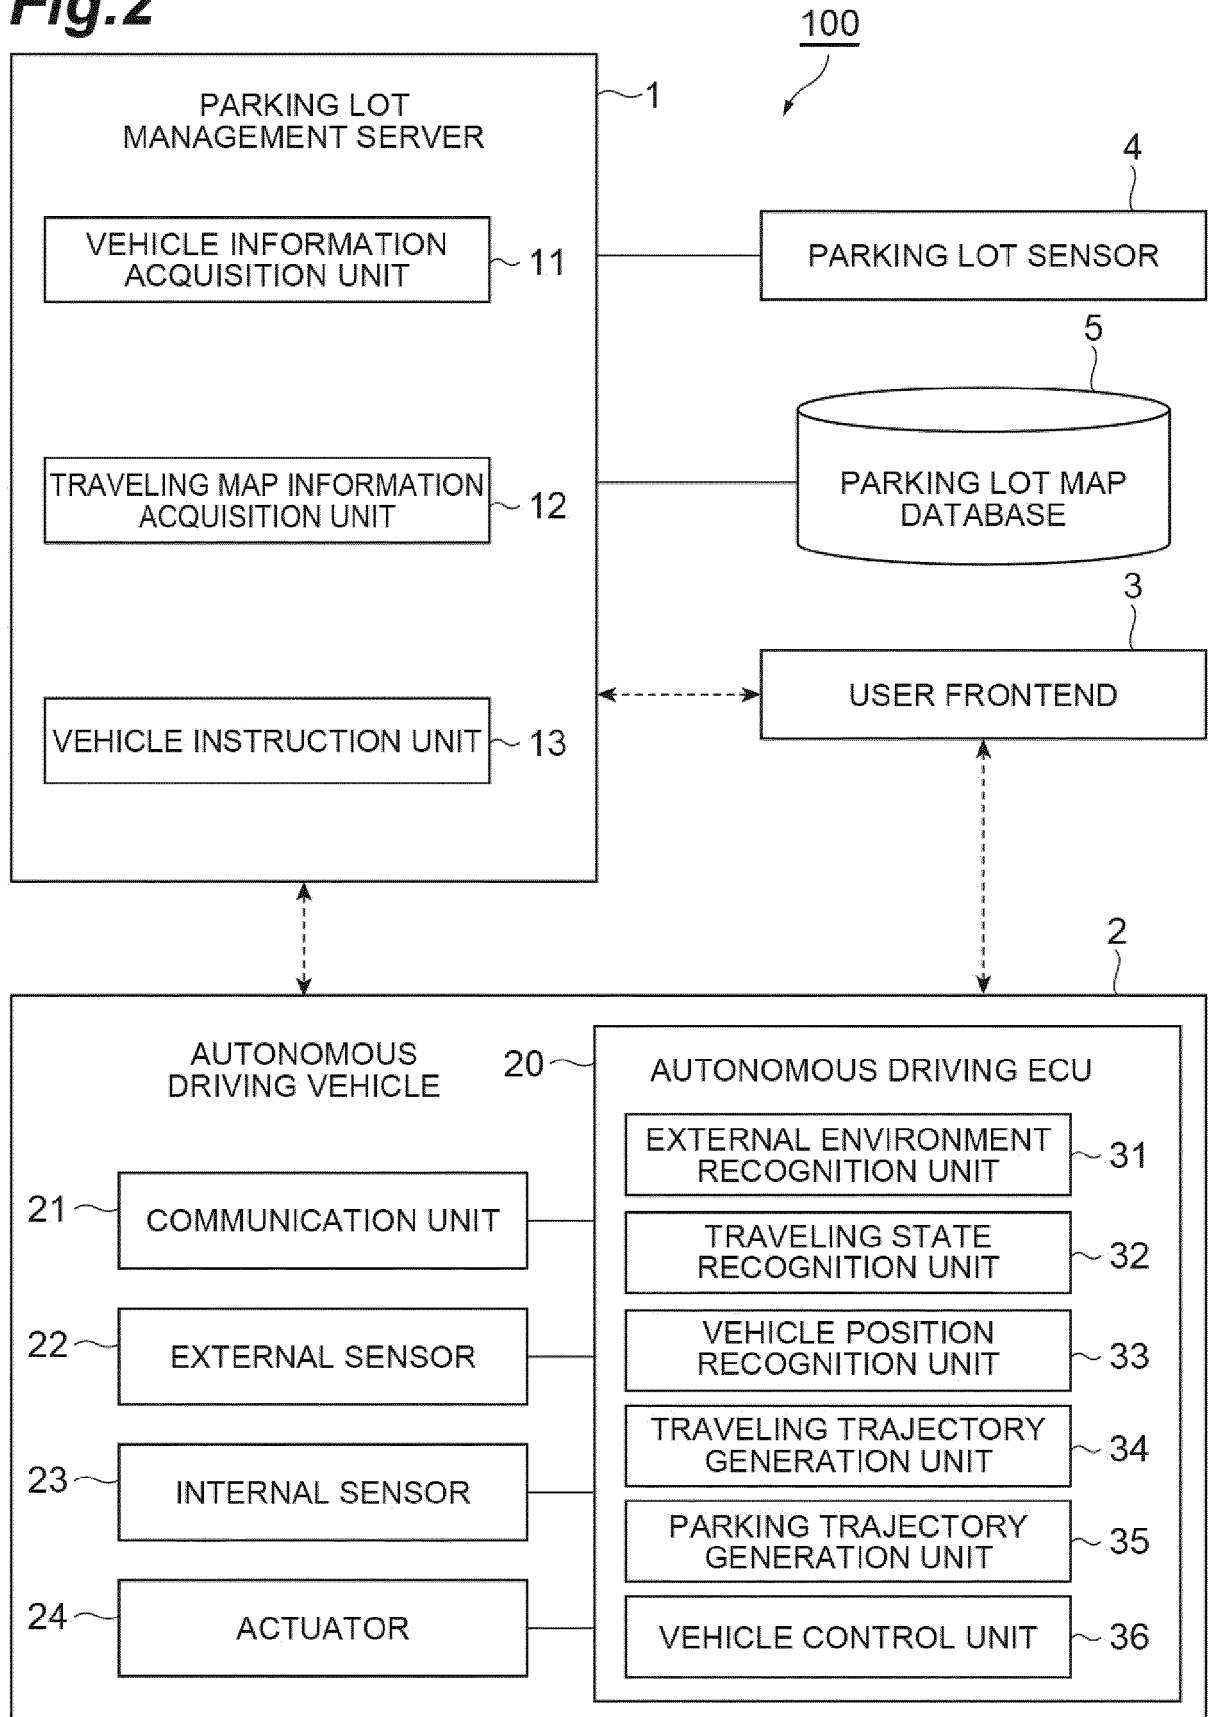 Fig.2
100
PARKING LOT
MANAGEMENT SERVER
1
VEHICLE INFORMATION
ACQUISITION UNIT
11
TRAVELING MAP INFORMATION
ACQUISITION UNIT
12
VEHICLE INSTRUCTION UNIT
13
4
PARKING LOT SENSOR
5
PARKING LOT MAP
DATABASE
3
USER FRONTEND
2
AUTONOMOUS
DRIVING VEHICLE
21
COMMUNICATION UNIT
22
EXTERNAL SENSOR
23
INTERNAL SENSOR
24
ACTUATOR
20
AUTONOMOUS DRIVING ECU
EXTERNAL ENVIRONMENT
RECOGNITION UNIT
31
TRAVELING STATE
RECOGNITION UNIT
32
VEHICLE POSITION
RECOGNITION UNIT
33
TRAVELING TRAJECTORY
GENERATION UNIT
34
PARKING TRAJECTORY
GENERATION UNIT
35
VEHICLE CONTROL UNIT
36